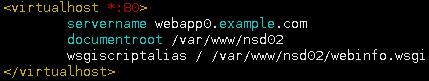 <virtualhost *:80>
servername webapp0.example.com
documentroot /var/www/nsd02
wsgiscriptalias / /var/www/nsd02/webinfo.wsgi
</virtualhost>